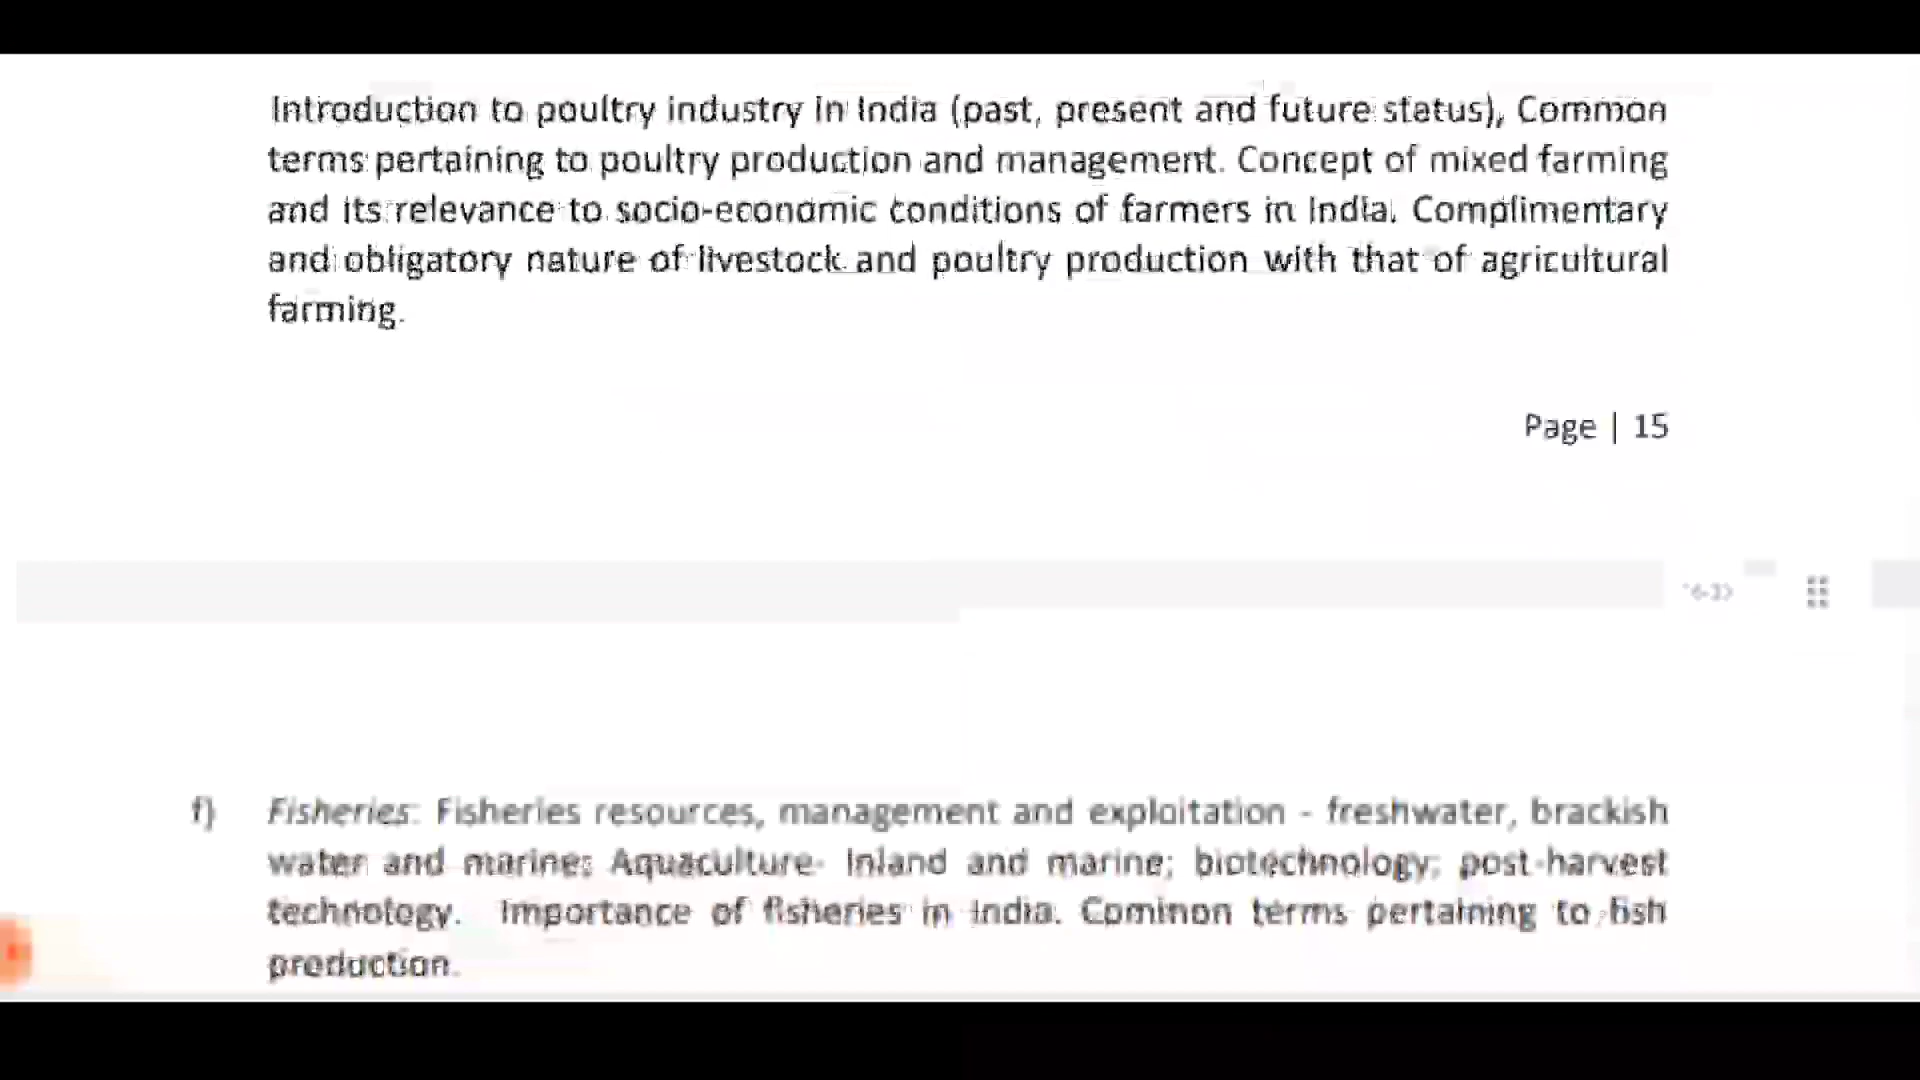 Introduction to poultry industry in India (past, present and future status), Common
terms pertaining to poultry production and management. Concept of mixed farming
and its relevance to socio-economic conditions of farmers in India. Complimentary
and obligatory nature of livestock and poultry production with that of agricultural
farming.
Page | 15
f) Fisheries: Fisheries resources, management and exploitation - freshwater, brackish
water and marine; Aquaculture- Inland and marine; biotechnology; post-harvest
technology. Importance of fisheries in India. Common terms pertaining to fish
production.